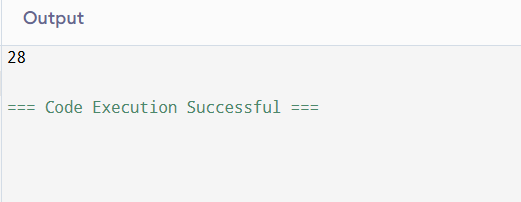 Output
28
=== Code Execution Successful ===